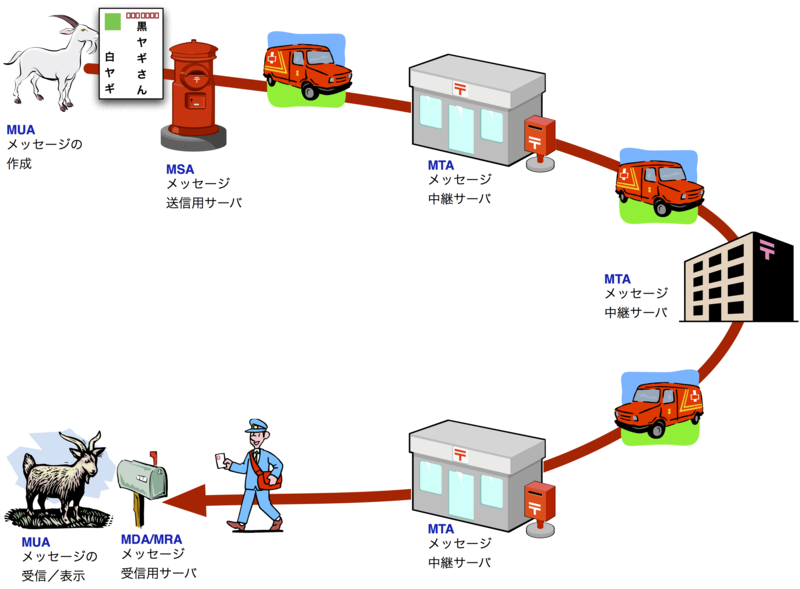 黒ヤギさん
白ヤギ
MUA
メッセージの
作成
MSA
メッセージ
送信用サーバ
MTA
メッセージ
中継サーバ
MTA
メッセージ
中継サーバ
MTA
メッセージ
中継サーバ
MDA/MRA
メッセージ
受信用サーバ
MUA
メッセージの
受信／表示